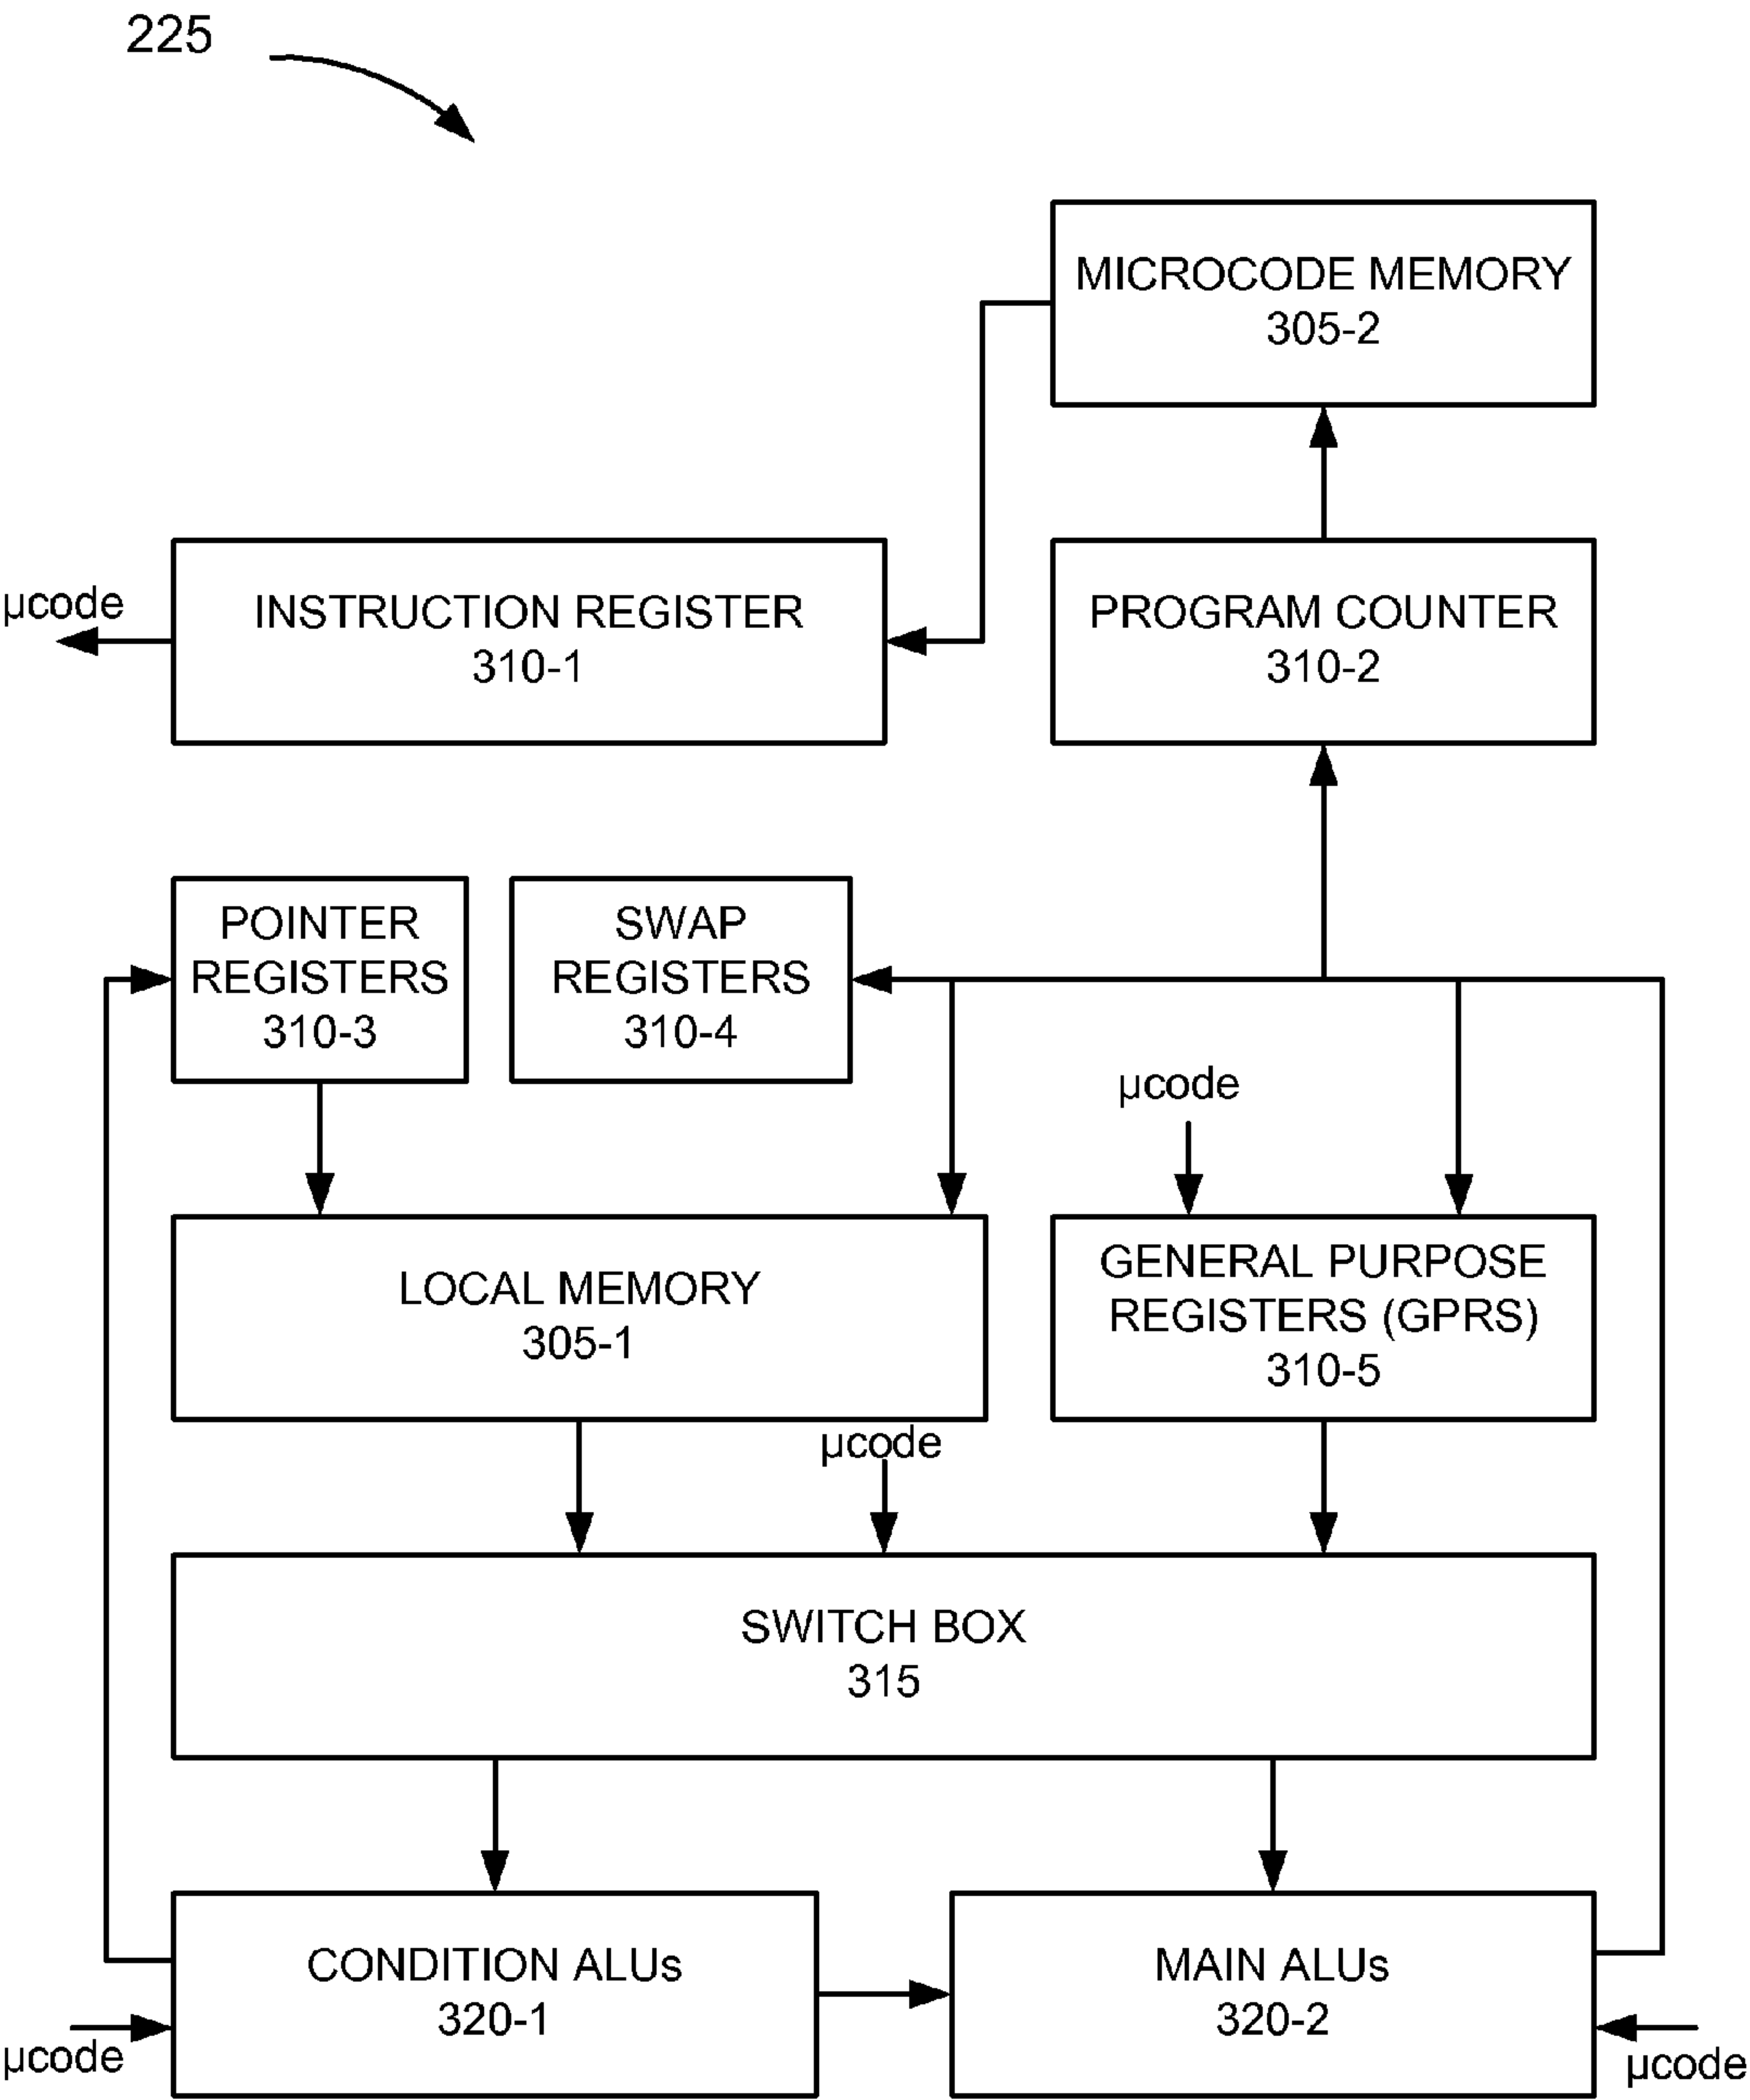 225
MICROCODE MEMORY
305-2
µcode
INSTRUCTION REGISTER
310-1
PROGRAM COUNTER
310-2
POINTER
REGISTERS
310-3
SWAP
REGISTERS
310-4
µcode
LOCAL MEMORY
305-1
GENERAL PURPOSE
REGISTERS (GPRS)
310-5
µcode
SWITCH BOX
315
CONDITION ALUs
320-1
MAIN ALUs
320-2
µcode
µcode